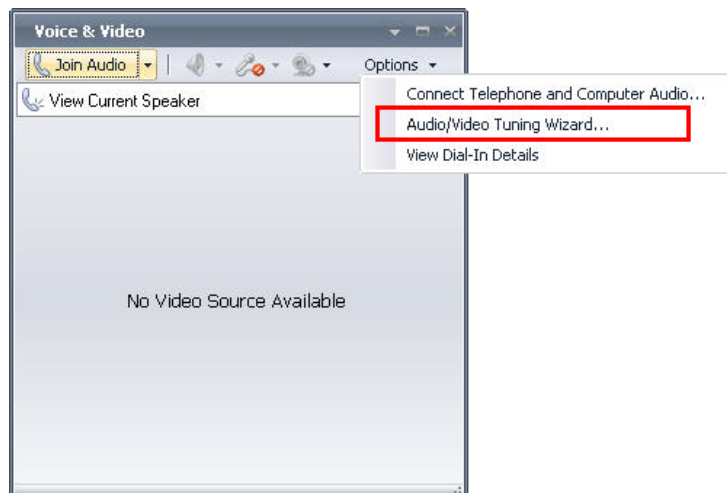 Voice & Video
Join Audio
Options
View Current Speaker
Connect Telephone and Computer Audio...
Audio/Video Tuning Wizard...
View Dial-In Details
No Video Source Available